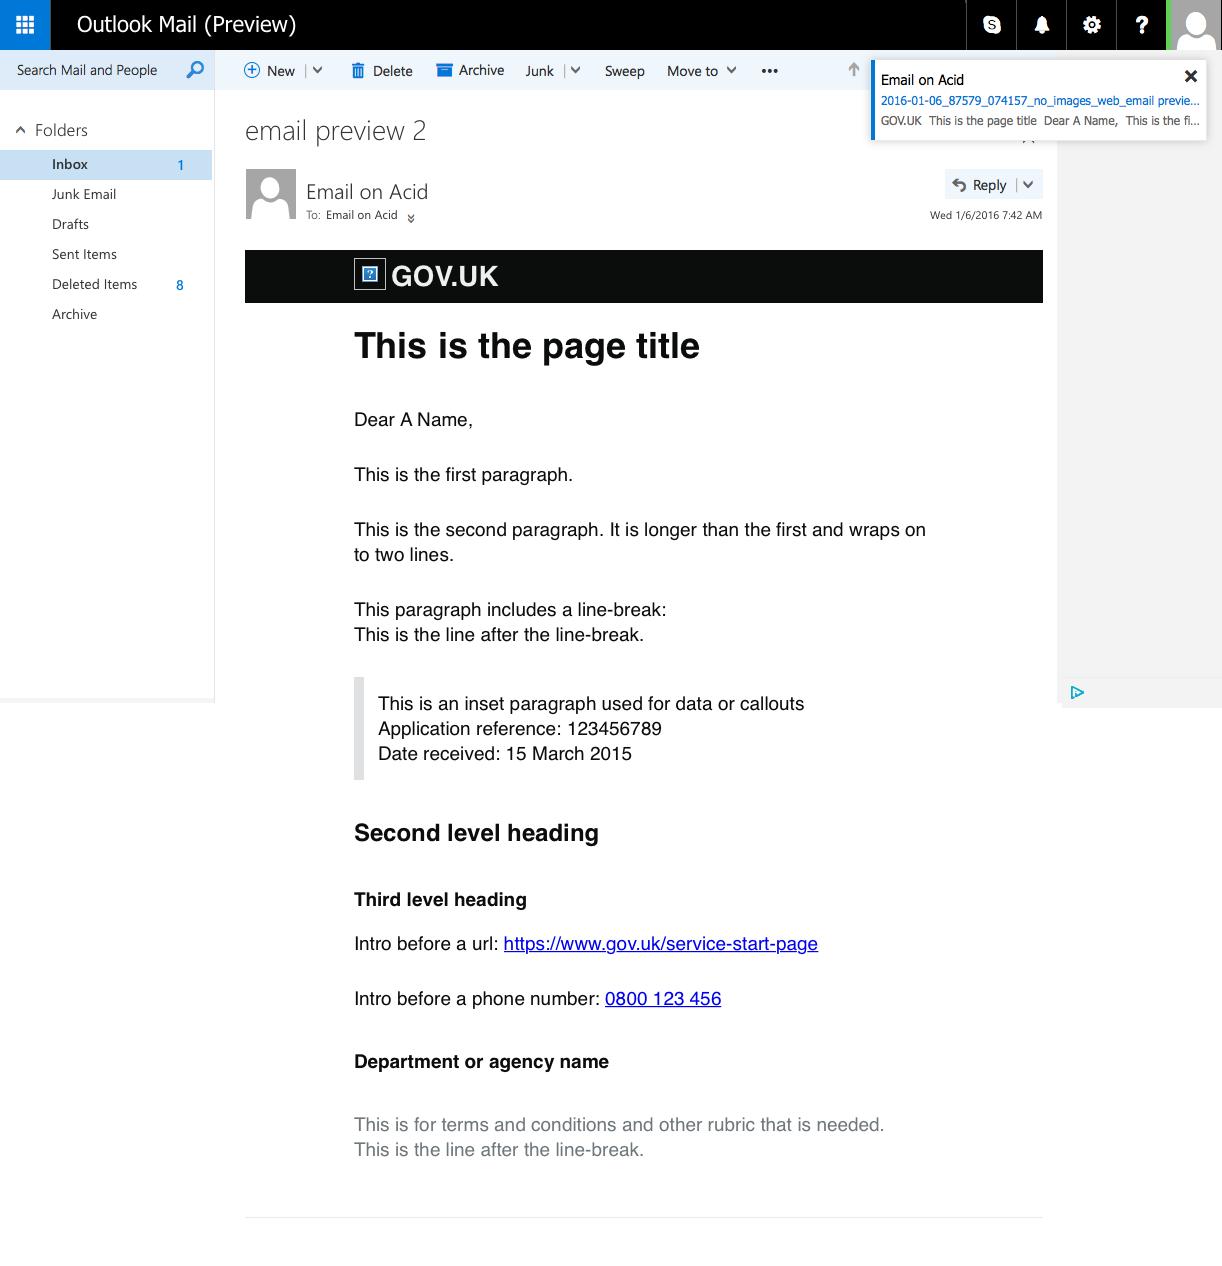 Outlook Mail (Preview)
Search Mail and People
New Delete Archive Junk Sweep Move to •••
Email on Acid
2016-01-06_87579_074157_no_images_web_email previe...
GOV.UK This is the page title Dear A Name, This is the fi...
Folders
Inbox 1
Junk Email
Drafts
Sent Items
Deleted Items 8
Archive
email preview 2
Email on Acid
To: Email on Acid
Reply
Wed 1/6/2016 7:42 AM
GOV.UK
This is the page title
Dear A Name,
This is the first paragraph.
This is the second paragraph. It is longer than the first and wraps on
to two lines.
This paragraph includes a line-break:
This is the line after the line-break.
This is an inset paragraph used for data or callouts
Application reference: 123456789
Date received: 15 March 2015
Second level heading
Third level heading
Intro before a url: https://www.gov.uk/service-start-page
Intro before a phone number: 0800 123 456
Department or agency name
This is for terms and conditions and other rubric that is needed.
This is the line after the line-break.